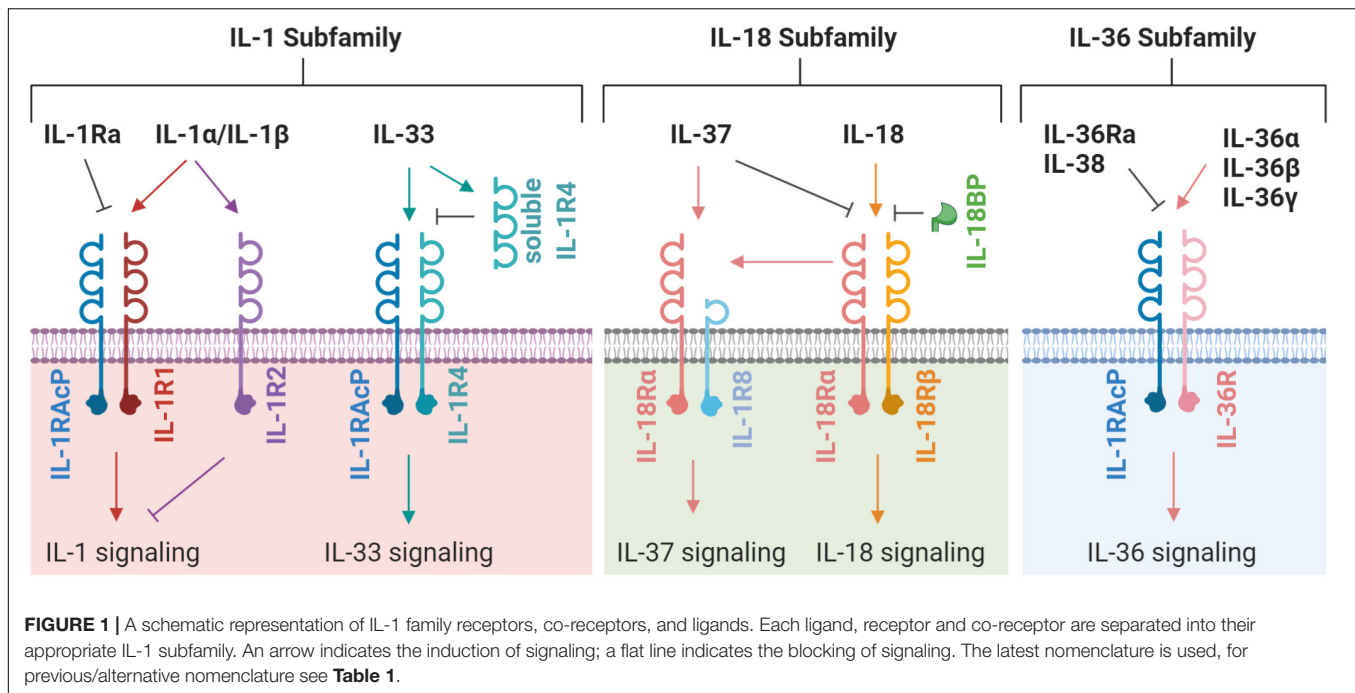 IL-1 Subfamily
IL-18 Subfamily
IL-36 Subfamily
IL-1Ra
IL-1α/IL-1β
IL-33
IL-37
IL-18
IL-36Ra
IL-38
IL-36α
IL-36β
IL-36γ
soluble
IL-1R4
IL-18BP
IL-1RAcP
IL-1R1
IL-1R2
IL-1RAcP
IL-1R4
IL-18Rα
IL-1R8
IL-18Rα
IL-18Rβ
IL-1RAcP
IL-36R
IL-1 signaling
IL-33 signaling
IL-37 signaling
IL-18 signaling
IL-36 signaling
FIGURE 1 | A schematic representation of IL-1 family receptors, co-receptors, and ligands. Each ligand, receptor and co-receptor are separated into their
appropriate IL-1 subfamily. An arrow indicates the induction of signaling; a flat line indicates the blocking of signaling. The latest nomenclature is used, for
previous/alternative nomenclature see Table 1.